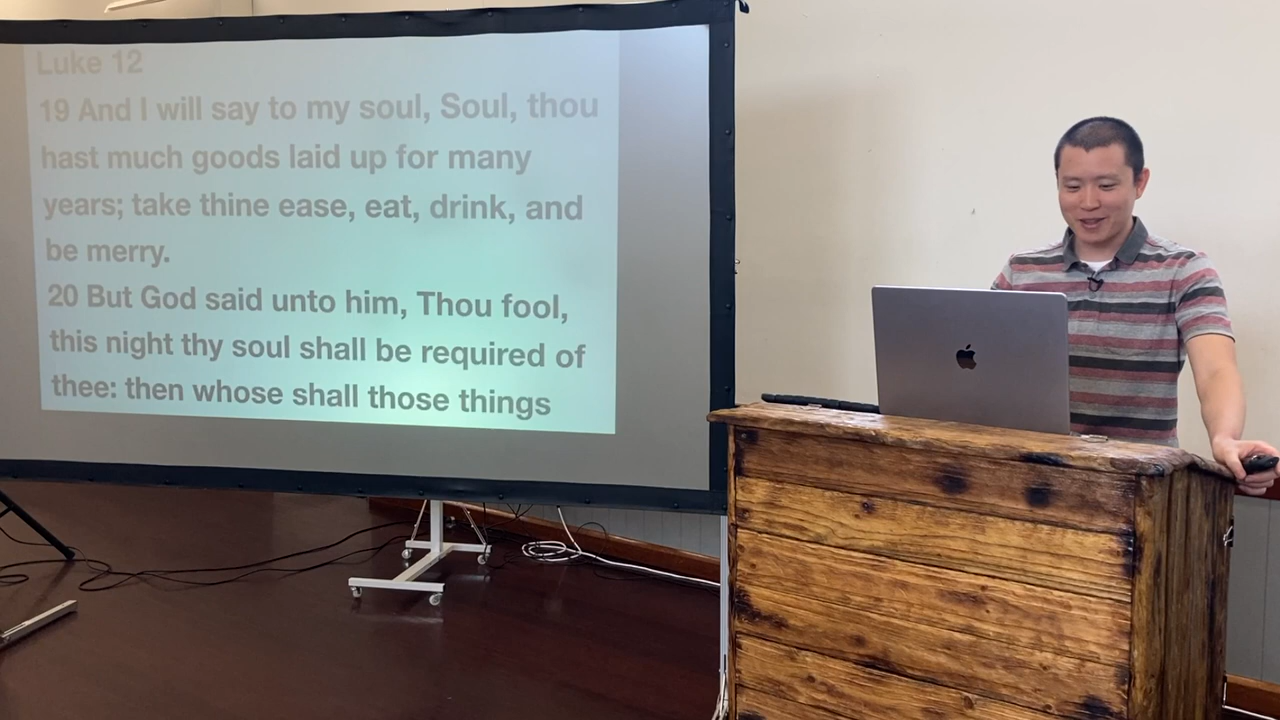 Luke 12
19 And I will say to my soul, Soul, thou
hast much goods laid up for many
years; take thine ease, eat, drink, and
be merry.
20 But God said unto him, Thou fool,
this night thy soul shall be required of
thee: then whose shall those things